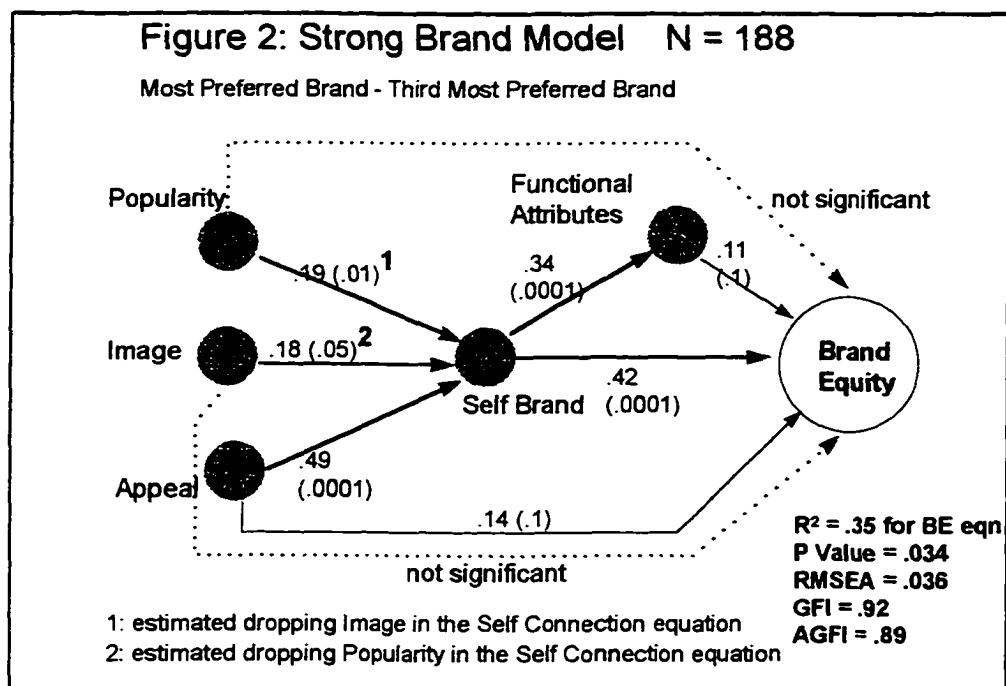 Figure 2: Strong Brand Model N = 188
Most Preferred Brand - Third Most Preferred Brand
Popularity
Functional
Attributes
not significant
.19 (.01)1
.34
(.0001)
.11
(.1)
Image
.18 (.05)2
Self Brand
.42
(.0001)
Brand
Equity
Appeal
.49
(.0001)
.14 (.1)
not significant
R² = .35 for BE eqn
P Value = .034
RMSEA = .036
GFI = .92
AGFI = .89
1: estimated dropping Image in the Self Connection equation
2: estimated dropping Popularity in the Self Connection equation